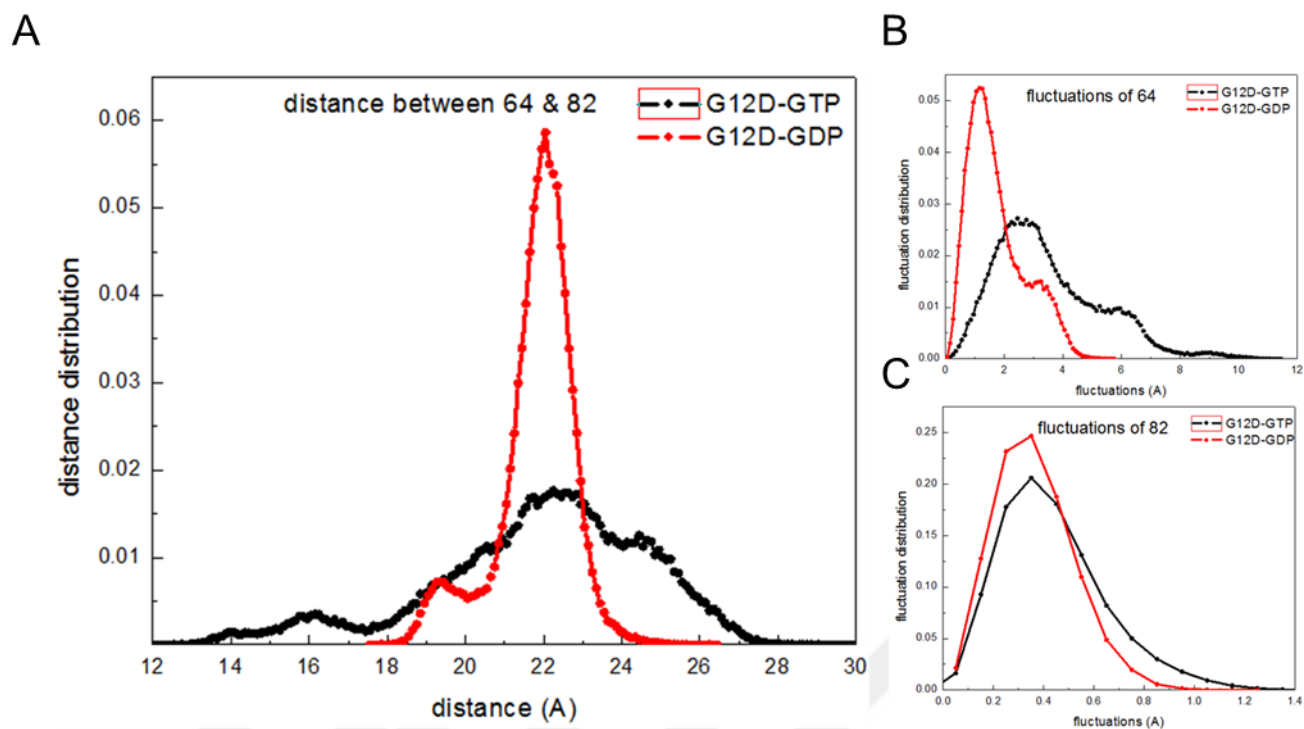 A
distance between 64 & 82
G12D-GTP
G12D-GDP
distance distribution
0.06
0.05
0.04
0.03
0.02
0.01
12 14 16 18 20 22 24 26 28 30
distance (A)
B
fluctuations of 64
G12D-GTP
G12D-GDP
fluctuation distribution
0.05
0.04
0.03
0.02
0.01
0.00
0 2 4 6 8 10 12
fluctuations (A)
C
fluctuations of 82
G12D-GTP
G12D-GDP
fluctuation distribution
0.25
0.20
0.15
0.10
0.05
0.00
0.0 0.2 0.4 0.6 0.8 1.0 1.2 1.4
fluctuations (A)